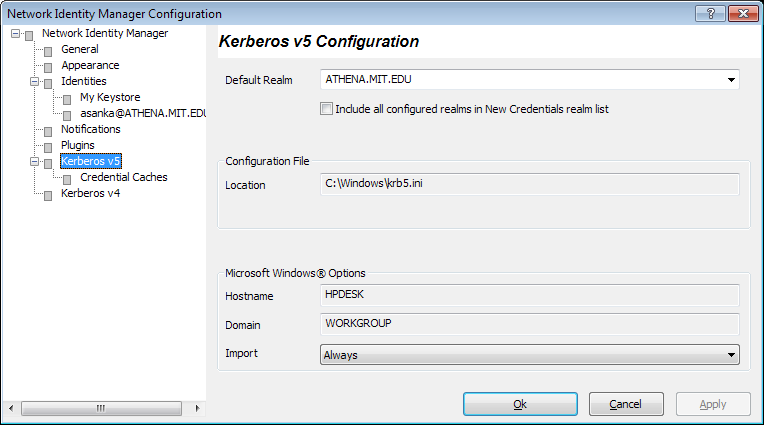 Network Identity Manager Configuration
Network Identity Manager
General
Appearance
Identities
My Keystore
asanka@ATHENA.MIT.EDU
Notifications
Plugins
Kerberos v5
Credential Caches
Kerberos v4
Kerberos v5 Configuration
Default Realm ATHENA.MIT.EDU
Include all configured realms in New Credentials realm list
Configuration File
Location C:\Windows\krb5.ini
Microsoft Windows® Options
Hostname HPDESK
Domain WORKGROUP
Import Always
Ok Cancel Apply